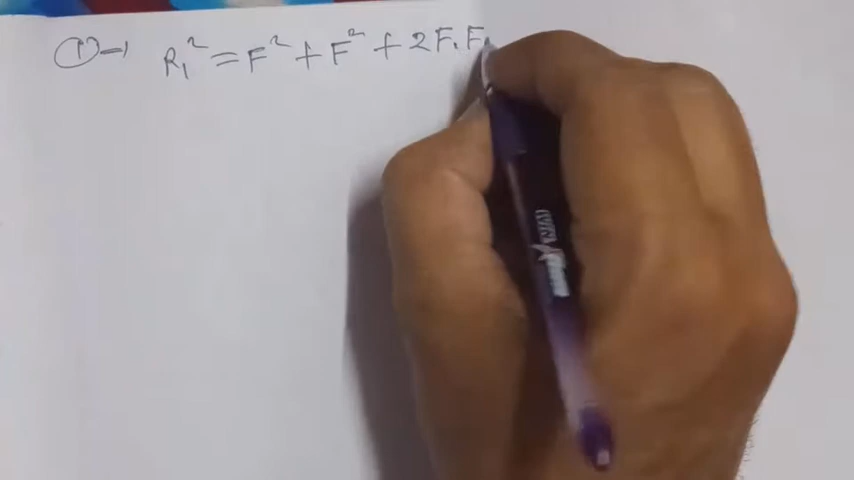 ①→ R₁² = F² + F² + 2F.F.